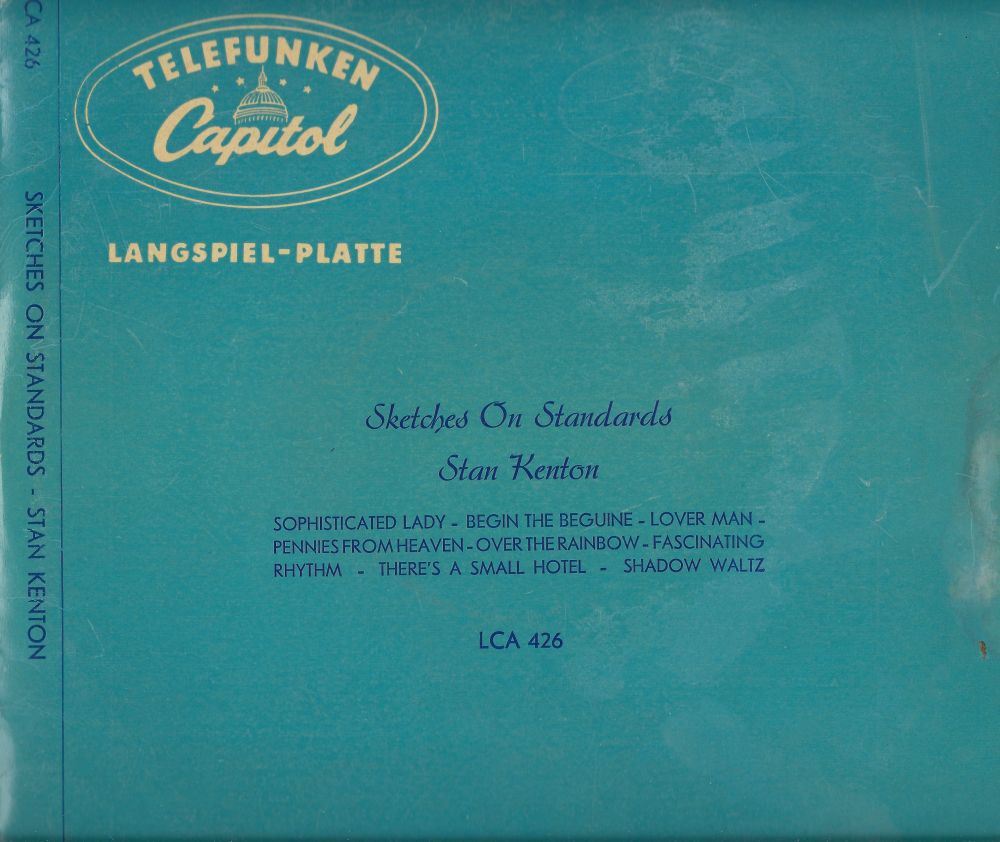 CA 426
SKETCHES ON STANDARDS - STAN KENTON
TELEFUNKEN
Capitol
LANGSPIEL-PLATTE
Sketches On Standards
Stan Kenton
SOPHISTICATED LADY - BEGIN THE BEGUINE - LOVER MAN -
PENNIES FROM HEAVEN - OVER THE RAINBOW - FASCINATING
RHYTHM - THERE'S A SMALL HOTEL - SHADOW WALTZ
LCA 426